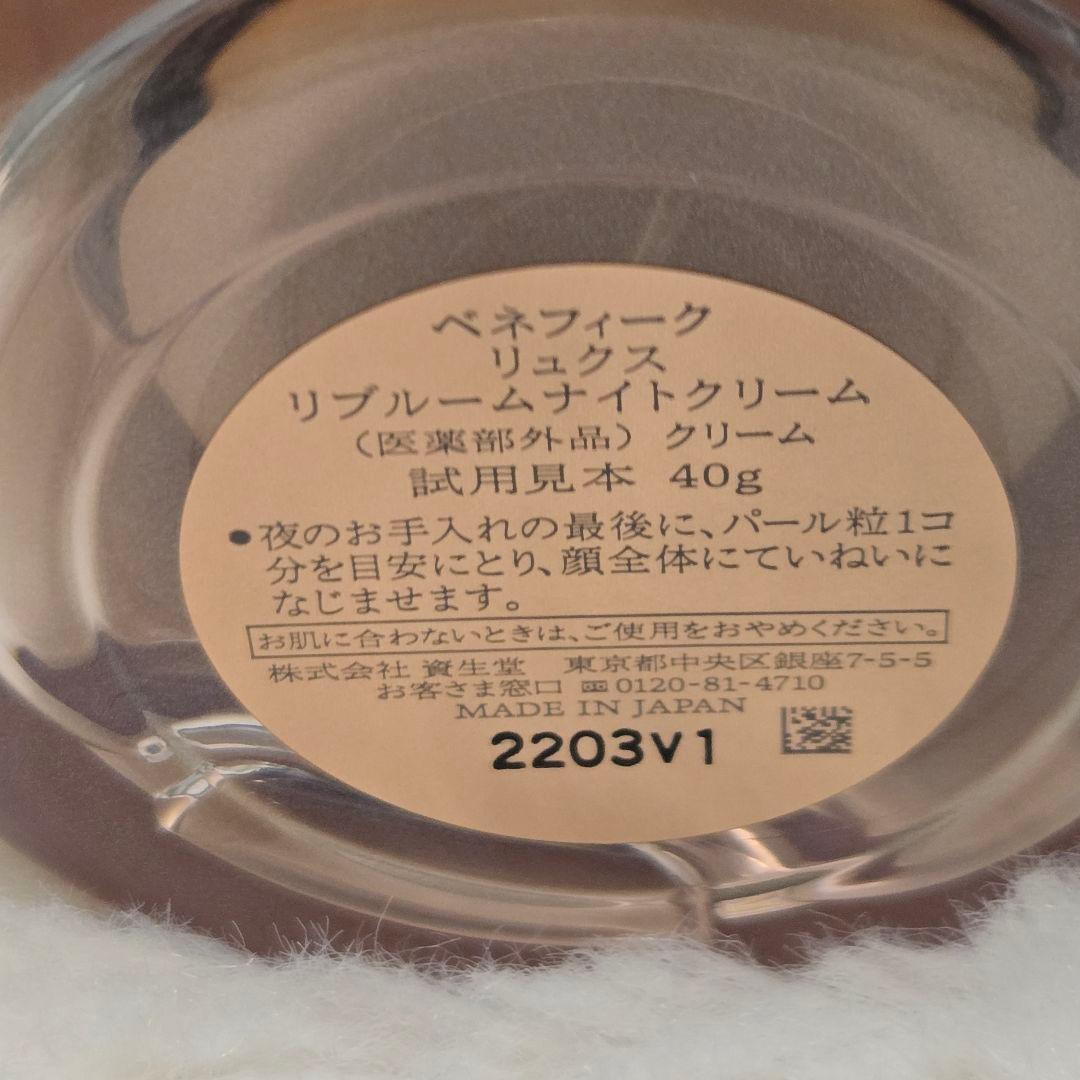 ベネフィーク
リュクス
リブルームナイトクリーム
（医薬部外品） クリーム
試用見本 40g
●夜のお手入れの最後に、パール粒1コ
分を目安にとり、顔全体にていねいに
なじませます。
お肌に合わないときは、ご使用をおやめください。
株式会社 資生堂 東京都中央区銀座7-5-5
お客さま窓口 0120-81-4710
MADE IN JAPAN
2203V1